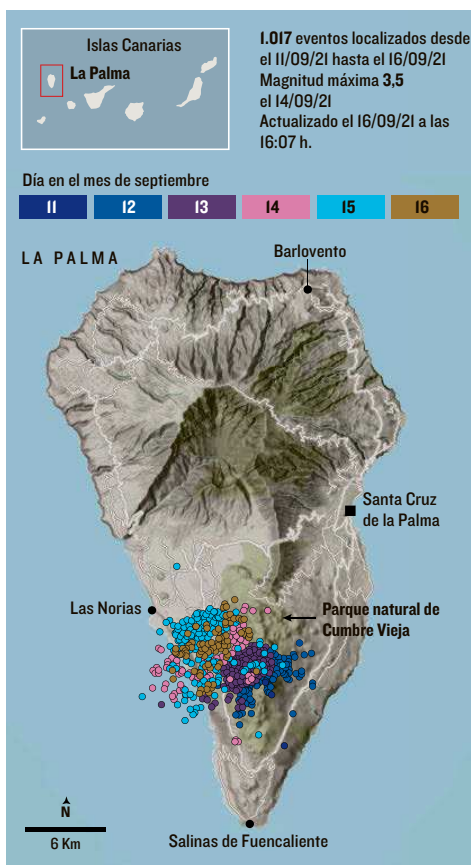 Islas Canarias
La Palma
1.017 eventos localizados desde
el 11/09/21 hasta el 16/09/21
Magnitud máxima 3,5
el 14/09/21
Actualizado el 16/09/21 a las
16:07 h.
Día en el mes de septiembre
11 12 13 14 15 16
LA PALMA
Barlovento
Santa Cruz
de la Palma
Las Norias
Parque natural de
Cumbre Vieja
N
6 Km
Salinas de Fuencaliente